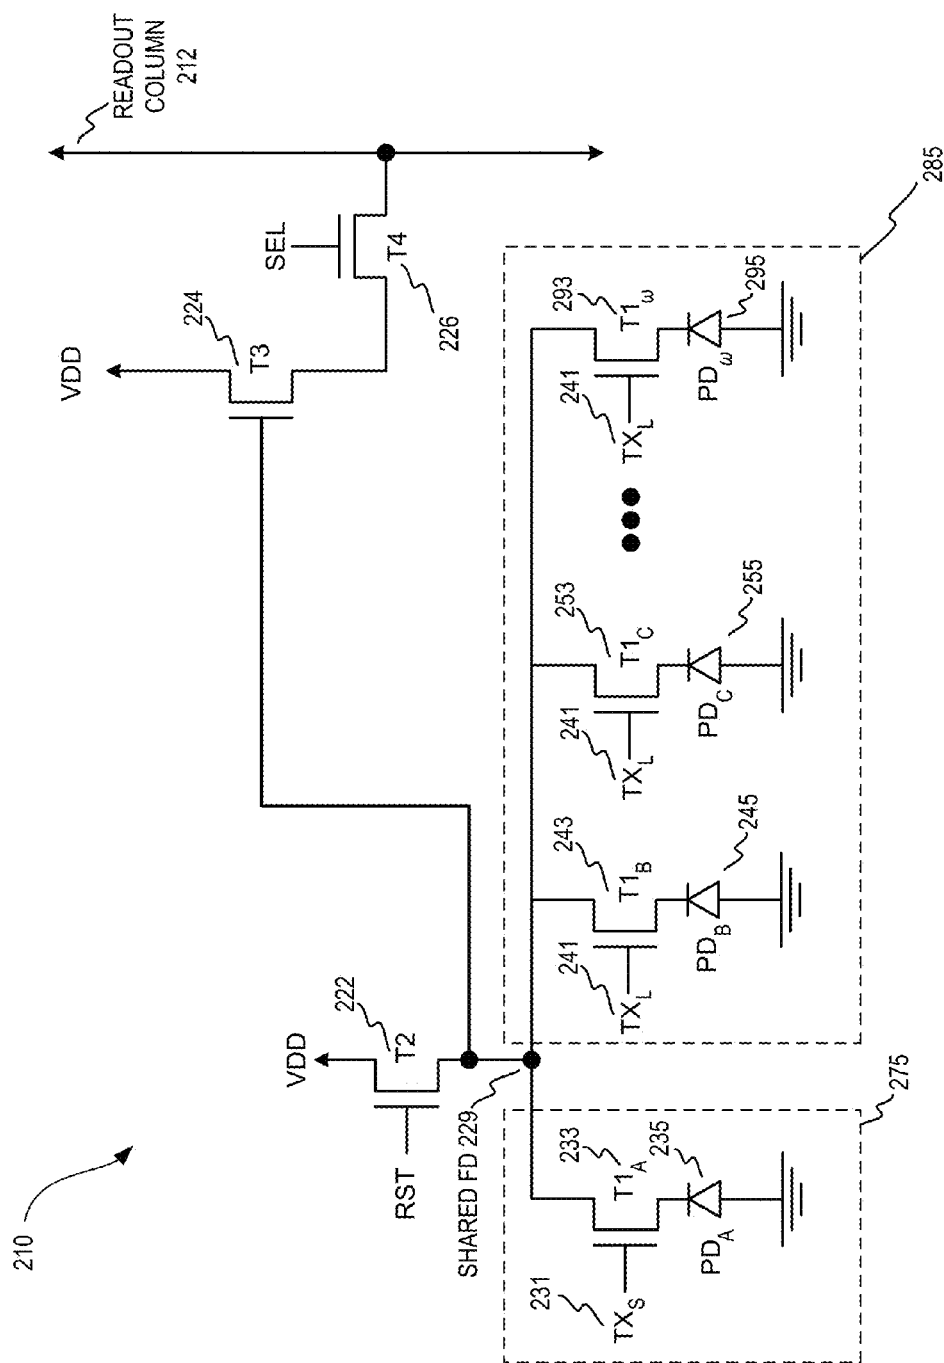 210
READOUT
COLUMN
212
VDD
224
T3
SEL
T4
226
VDD
222
T2
RST
SHARED FD 229
285
275
231
TXS
233
T1A
235
PDA
241
TXL
243
T1B
245
PDB
241
TXL
253
T1C
255
PDC
241
TXL
293
T1ω
295
PDω